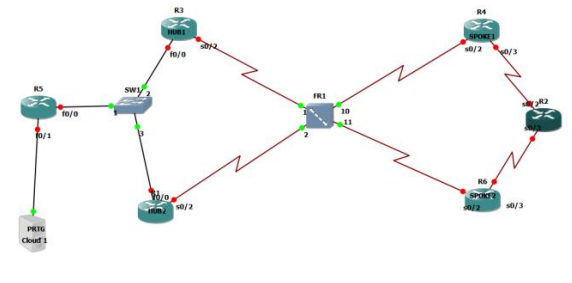 R3
HUB1
f0/0
s0/2
R4
SPOKE1
s0/2
s0/3
R5
f0/0
f0/1
SW1
1
2
3
FR1
1
2
10
11
s0/2
R2
s0/3
R1
f0/0
HUB2
s0/2
R6
SPOKE2
s0/2
s0/3
PRTG
Cloud 1